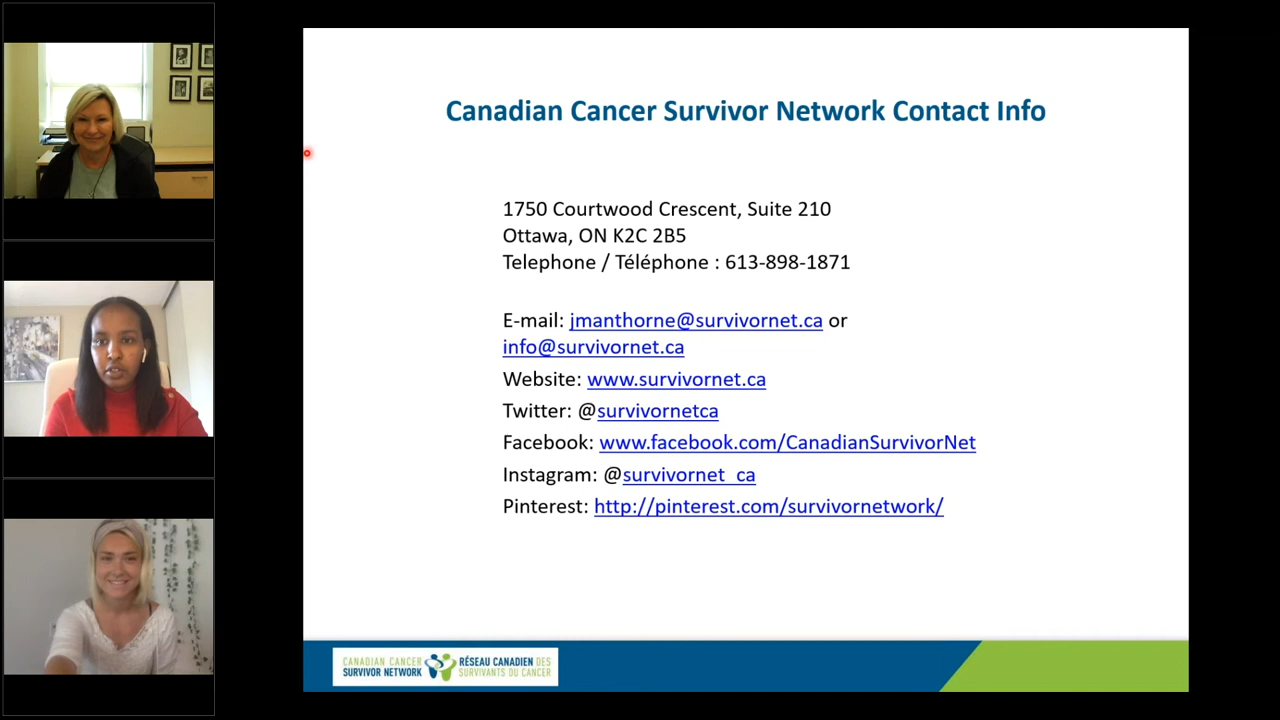 Canadian Cancer Survivor Network Contact Info
1750 Courtwood Crescent, Suite 210
Ottawa, ON K2C 2B5
Telephone / Téléphone : 613-898-1871
E-mail: jmanthorne@survivornet.ca or
info@survivornet.ca
Website: www.survivornet.ca
Twitter: @survivornetca
Facebook: www.facebook.com/CanadianSurvivorNet
Instagram: @survivornet_ca
Pinterest: http://pinterest.com/survivornetwork/
CANADIAN CANCER
SURVIVOR NETWORK
RÉSEAU CANADIEN DES
SURVIVANTS DU CANCER